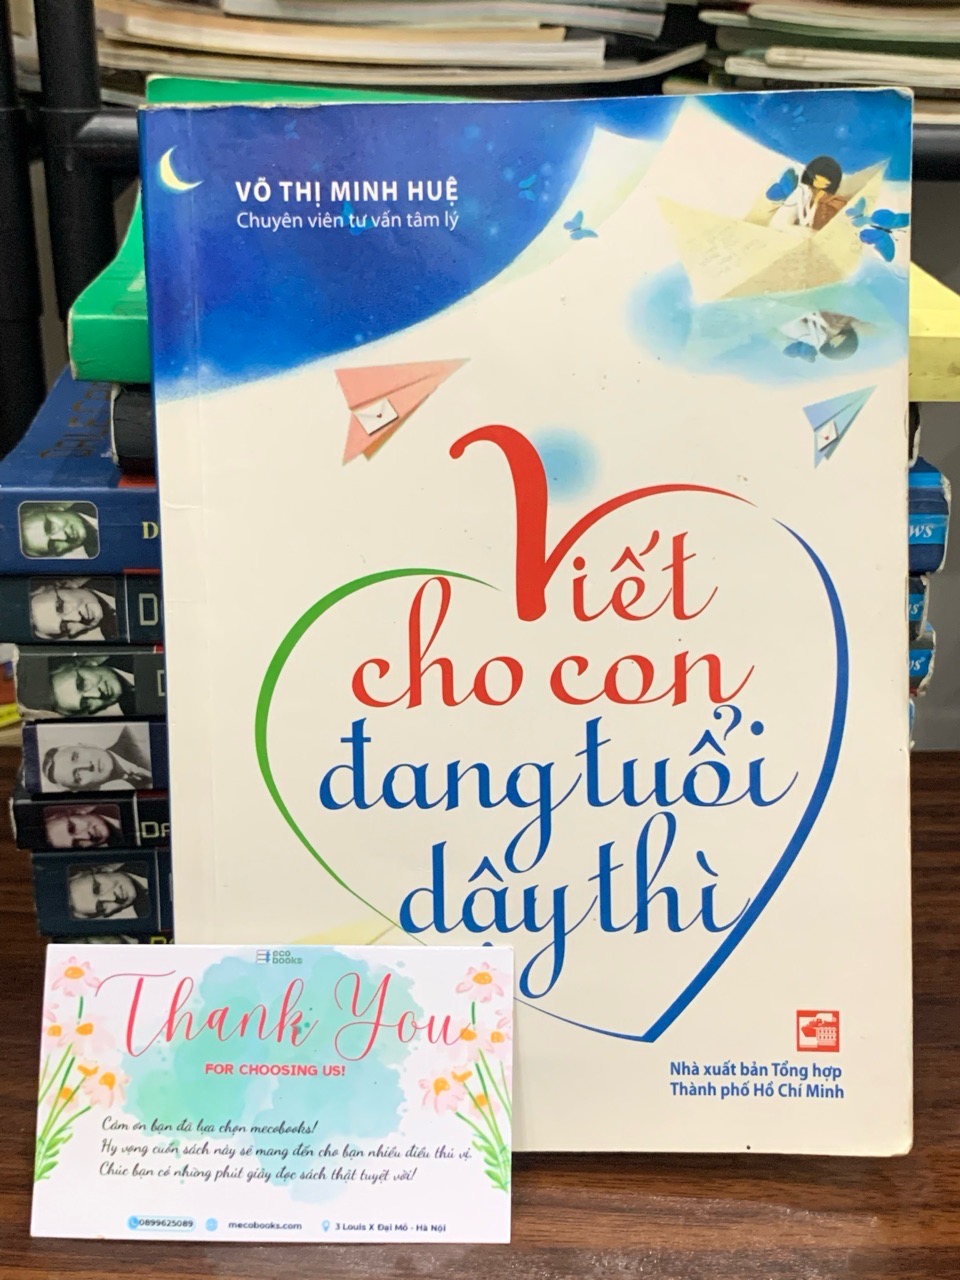 VÕ THỊ MINH HUỆ
Chuyên viên tư vấn tâm lý
Viết
cho con
đang tuổi
dậy thì
Nhà xuất bản Tổng hợp
Thành phố Hồ Chí Minh
eco
books
Thank You
FOR CHOOSING US!
Cảm ơn bạn đã lựa chọn mecobooks!
Hy vọng cuốn sách này sẽ mang đến cho bạn nhiều điều thú vị.
Chúc bạn có những phút giây đọc sách thật tuyệt vời!
0899625089 mecobooks.com 3 Louis X Đại Mỗ - Hà Nội